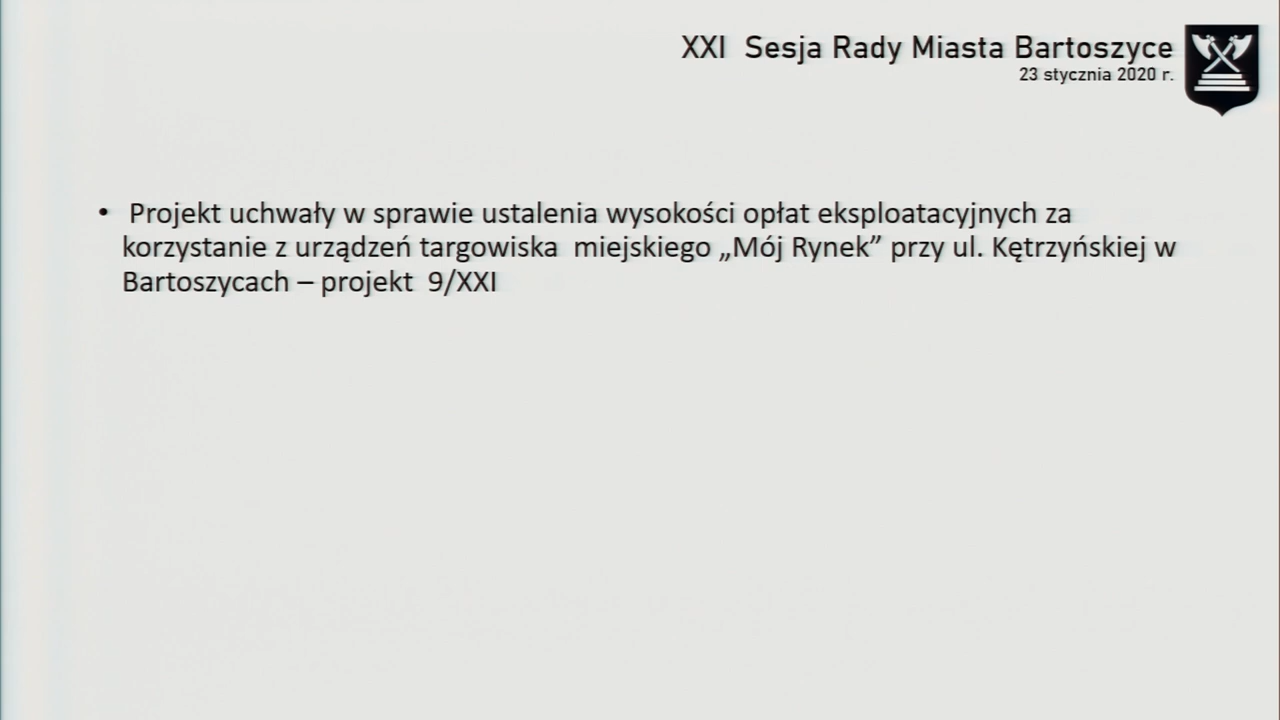 XXI Sesja Rady Miasta Bartoszyce
23 stycznia 2020 r.
• Projekt uchwały w sprawie ustalenia wysokości opłat eksploatacyjnych za
korzystanie z urządzeń targowiska miejskiego „Mój Rynek” przy ul. Kętrzyńskiej w
Bartoszycach – projekt 9/XXI